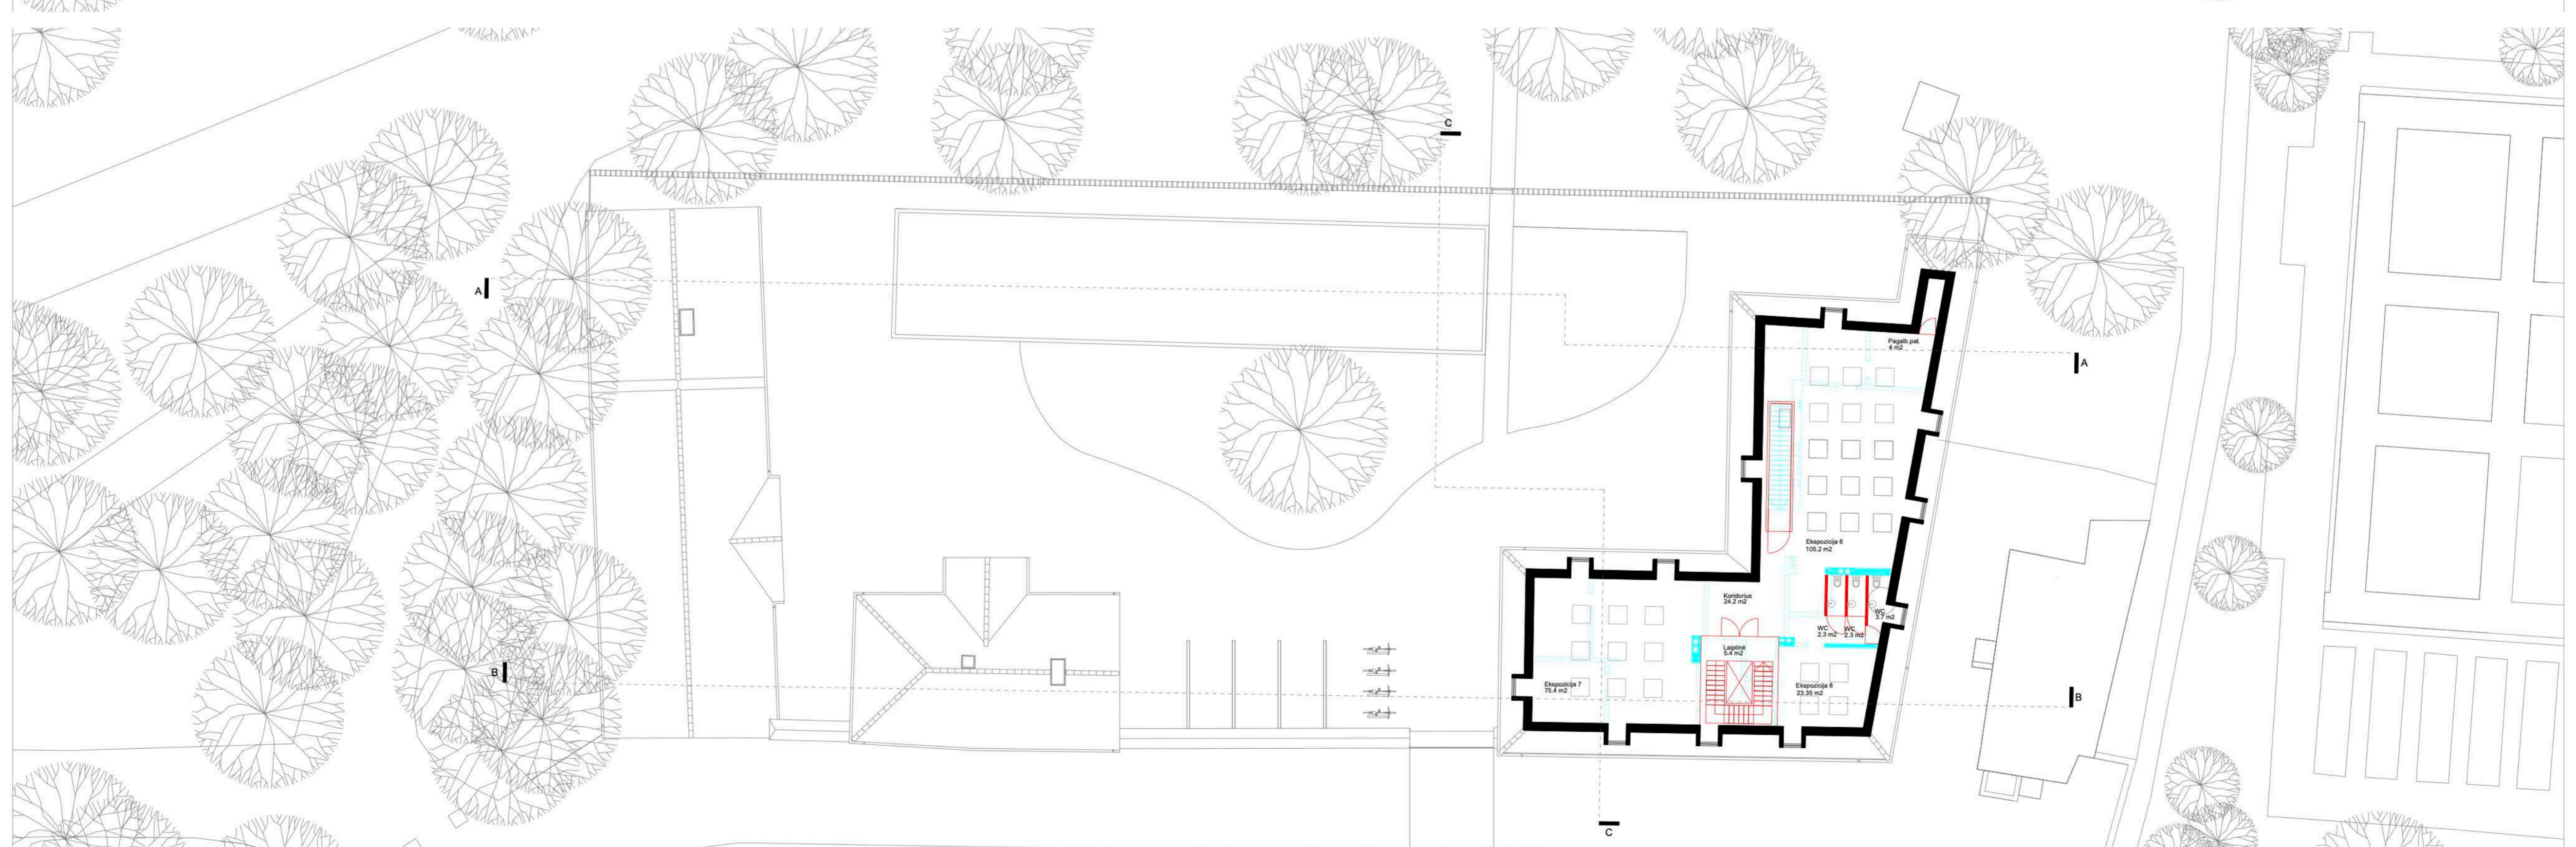 C
A
Pagalb.pat.
4 m2
A
Ekspozicija 6
105.2 m2
Koridorius
24.2 m2
WC
3.7 m2
WC
2.3 m2
WC
2.3 m2
Laiptinė
5.4 m2
B
Ekspozicija 7
75.4 m2
Ekspozicija 8
23.35 m2
B
C